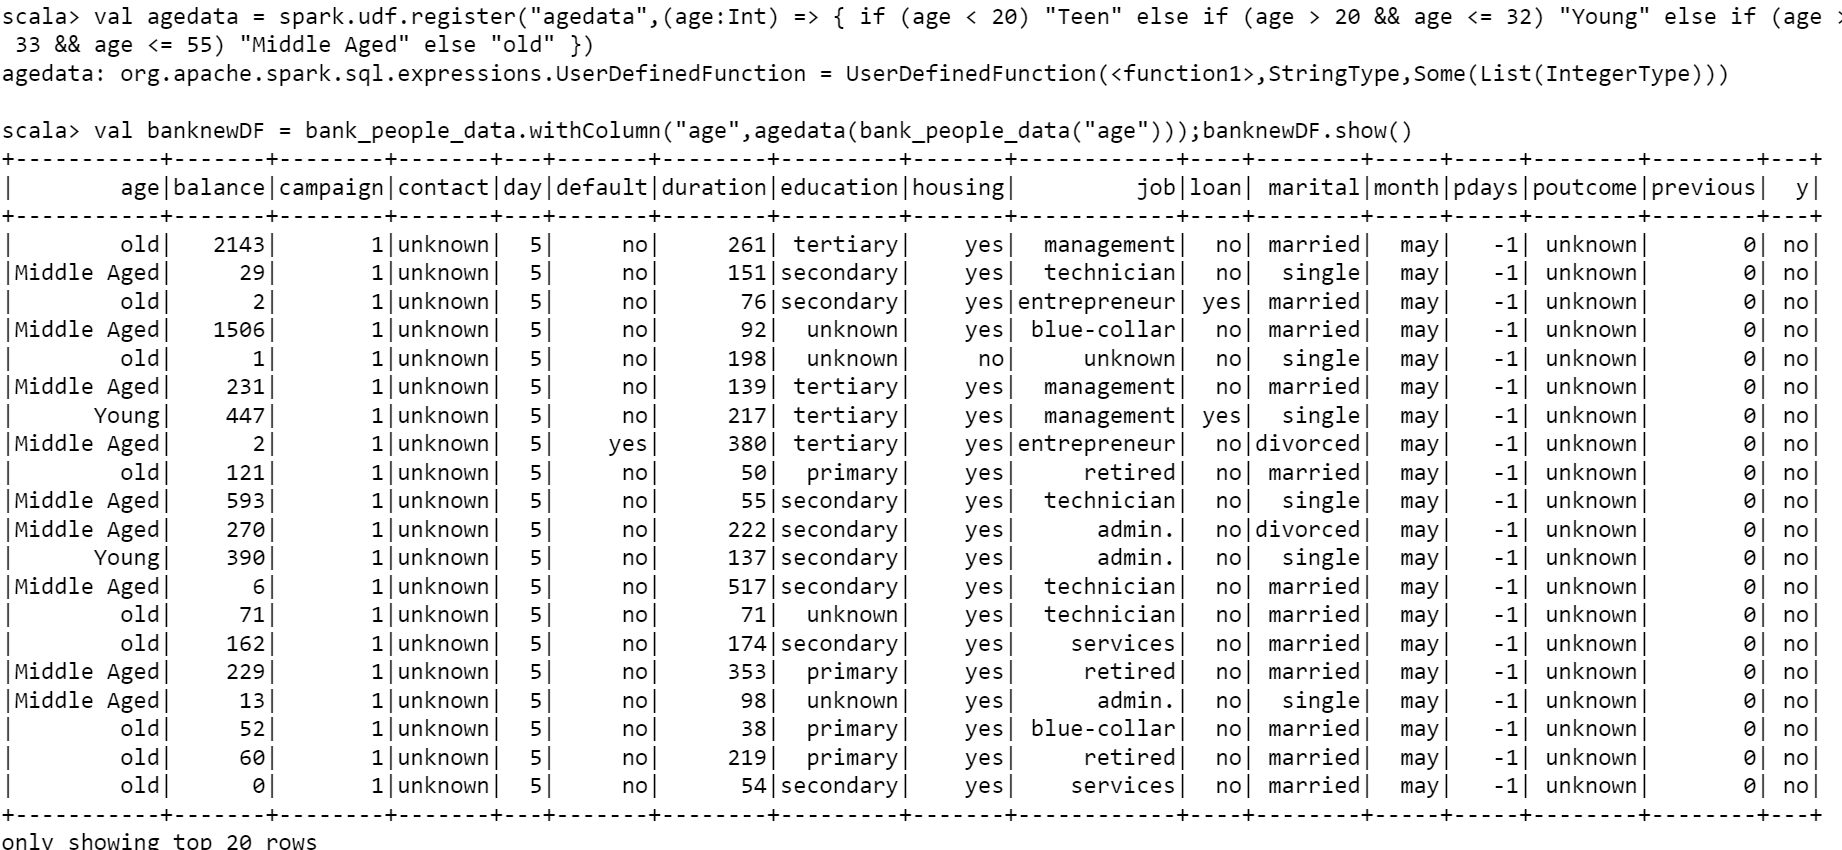 scala> val agedata = spark.udf.register("agedata",(age:Int) => { if (age < 20) "Teen" else if (age > 20 && age <= 32) "Young" else if (age >
 33 && age <= 55) "Middle Aged" else "old" })
agedata: org.apache.spark.sql.expressions.UserDefinedFunction = UserDefinedFunction(<function1>,StringType,Some(List(IntegerType)))
scala> val banknewDF = bank_people_data.withColumn("age",agedata(bank_people_data("age")));banknewDF.show()
+-----------+-------+--------+-------+---+-------+--------+---------+-------+------------+----+--------+-----+-----+--------+--------+---+
|        age|balance|campaign|contact|day|default|duration|education|housing|         job|loan| marital|month|pdays|poutcome|previous|  y|
+-----------+-------+--------+-------+---+-------+--------+---------+-------+------------+----+--------+-----+-----+--------+--------+---+
|        old|   2143|       1|unknown|  5|     no|     261| tertiary|    yes|  management|  no| married|  may|   -1| unknown|       0| no|
|Middle Aged|     29|       1|unknown|  5|     no|     151|secondary|    yes|  technician|  no|  single|  may|   -1| unknown|       0| no|
|        old|      2|       1|unknown|  5|     no|      76|secondary|    yes|entrepreneur| yes| married|  may|   -1| unknown|       0| no|
|Middle Aged|   1506|       1|unknown|  5|     no|      92|  unknown|    yes| blue-collar|  no| married|  may|   -1| unknown|       0| no|
|        old|      1|       1|unknown|  5|     no|     198|  unknown|     no|     unknown|  no|  single|  may|   -1| unknown|       0| no|
|Middle Aged|    231|       1|unknown|  5|     no|     139| tertiary|    yes|  management|  no| married|  may|   -1| unknown|       0| no|
|      Young|    447|       1|unknown|  5|     no|     217| tertiary|    yes|  management| yes|  single|  may|   -1| unknown|       0| no|
|Middle Aged|      2|       1|unknown|  5|    yes|     380| tertiary|    yes|entrepreneur|  no|divorced|  may|   -1| unknown|       0| no|
|        old|    121|       1|unknown|  5|     no|      50|  primary|    yes|     retired|  no| married|  may|   -1| unknown|       0| no|
|Middle Aged|    593|       1|unknown|  5|     no|      55|secondary|    yes|  technician|  no|  single|  may|   -1| unknown|       0| no|
|Middle Aged|    270|       1|unknown|  5|     no|     222|secondary|    yes|      admin.|  no|divorced|  may|   -1| unknown|       0| no|
|      Young|    390|       1|unknown|  5|     no|     137|secondary|    yes|      admin.|  no|  single|  may|   -1| unknown|       0| no|
|Middle Aged|      6|       1|unknown|  5|     no|     517|secondary|    yes|  technician|  no| married|  may|   -1| unknown|       0| no|
|        old|     71|       1|unknown|  5|     no|      71|  unknown|    yes|  technician|  no| married|  may|   -1| unknown|       0| no|
|        old|    162|       1|unknown|  5|     no|     174|secondary|    yes|    services|  no| married|  may|   -1| unknown|       0| no|
|Middle Aged|    229|       1|unknown|  5|     no|     353|  primary|    yes|     retired|  no| married|  may|   -1| unknown|       0| no|
|Middle Aged|     13|       1|unknown|  5|     no|      98|  unknown|    yes|      admin.|  no|  single|  may|   -1| unknown|       0| no|
|        old|     52|       1|unknown|  5|     no|      38|  primary|    yes| blue-collar|  no| married|  may|   -1| unknown|       0| no|
|        old|     60|       1|unknown|  5|     no|     219|  primary|    yes|     retired|  no| married|  may|   -1| unknown|       0| no|
|        old|      0|       1|unknown|  5|     no|      54|secondary|    yes|    services|  no| married|  may|   -1| unknown|       0| no|
+-----------+-------+--------+-------+---+-------+--------+---------+-------+------------+----+--------+-----+-----+--------+--------+---+
only showing top 20 rows